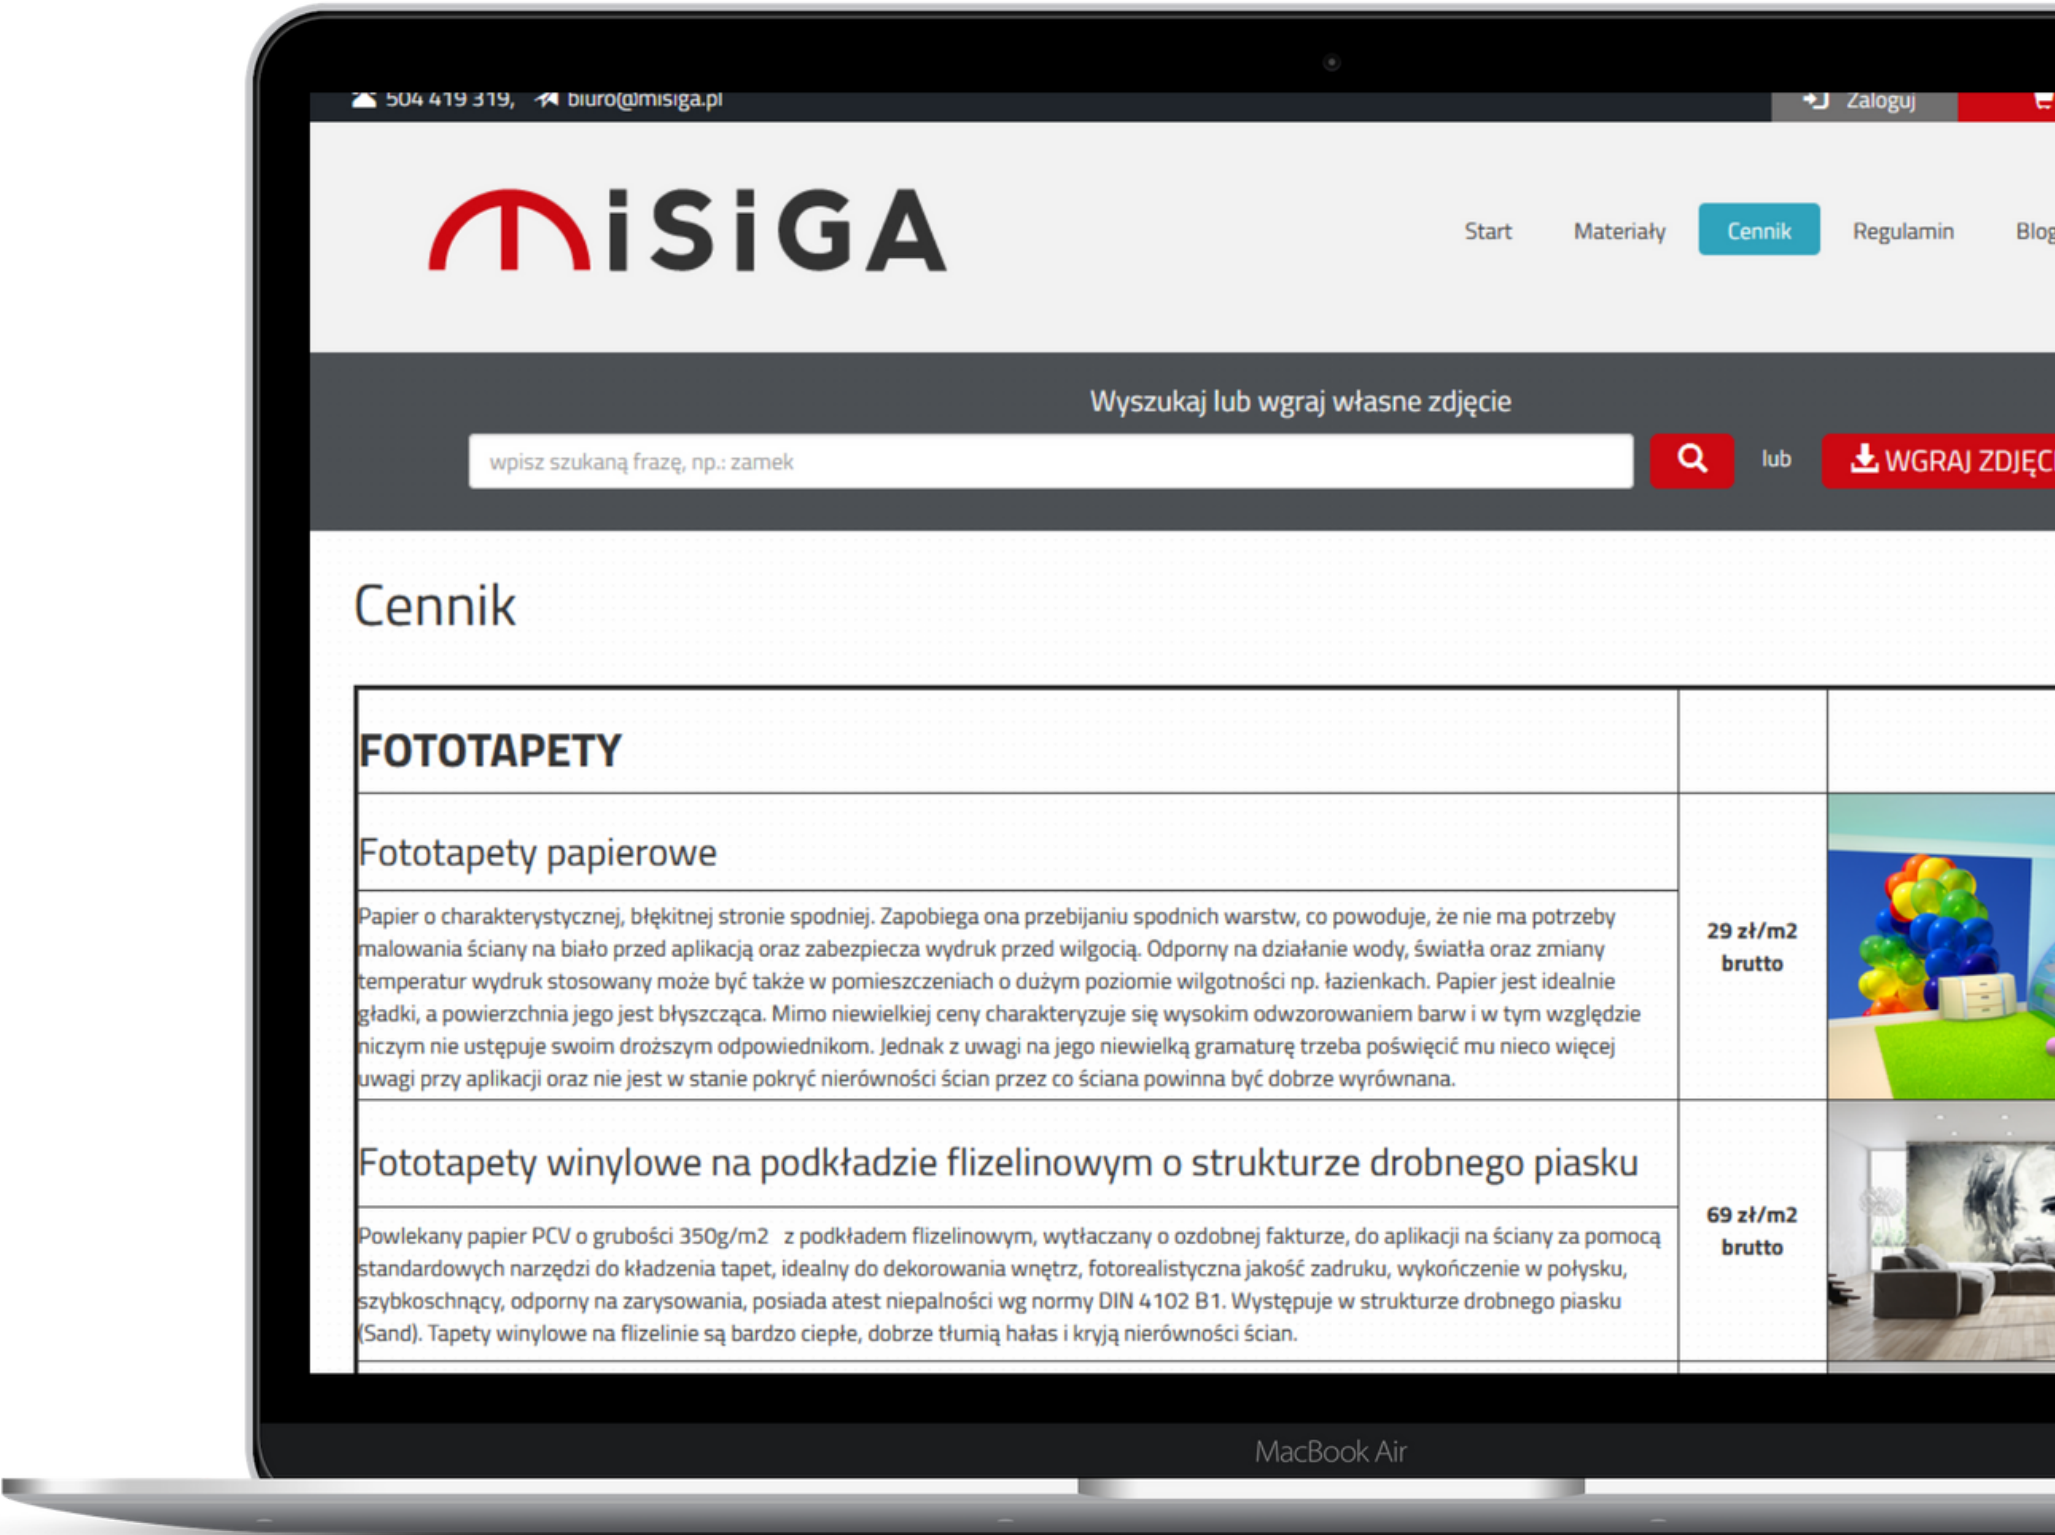 504 419 319, biuro@misiga.pl
Zaloguj
miSiGA
Start Materiały Cennik Regulamin Blog
Wyszukaj lub wgraj własne zdjęcie
wpisz szukaną frazę, np.: zamek
lub
WGRAJ ZDJĘCI
Cennik
FOTOTAPETY
Fototapety papierowe
Papier o charakterystycznej, błękitnej stronie spodniej. Zapobiega ona przebijaniu spodnich warstw, co powoduje, że nie ma potrzeby
malowania ściany na biało przed aplikacją oraz zabezpiecza wydruk przed wilgocią. Odporny na działanie wody, światła oraz zmiany
temperatur wydruk stosowany może być także w pomieszczeniach o dużym poziomie wilgotności np. łazienkach. Papier jest idealnie
gładki, a powierzchnia jego jest błyszcząca. Mimo niewielkiej ceny charakteryzuje się wysokim odwzorowaniem barw i w tym względzie
niczym nie ustępuje swoim droższym odpowiednikom. Jednak z uwagi na jego niewielką gramaturę trzeba poświęcić mu nieco więcej
uwagi przy aplikacji oraz nie jest w stanie pokryć nierówności ścian przez co ściana powinna być dobrze wyrównana.
29 zł/m2
brutto
Fototapety winylowe na podkładzie flizelinowym o strukturze drobnego piasku
Powlekany papier PCV o grubości 350g/m2 z podkładem flizelinowym, wytłaczany o ozdobnej fakturze, do aplikacji na ściany za pomocą
standardowych narzędzi do kładzenia tapet, idealny do dekorowania wnętrz, fotorealistyczna jakość zadruku, wykończenie w połysku,
szybkoschnący, odporny na zarysowania, posiada atest niepalności wg normy DIN 4102 B1. Występuje w strukturze drobnego piasku
(Sand). Tapety winylowe na flizelinie są bardzo ciepłe, dobrze tłumią hałas i kryją nierówności ścian.
69 zł/m2
brutto
MacBook Air